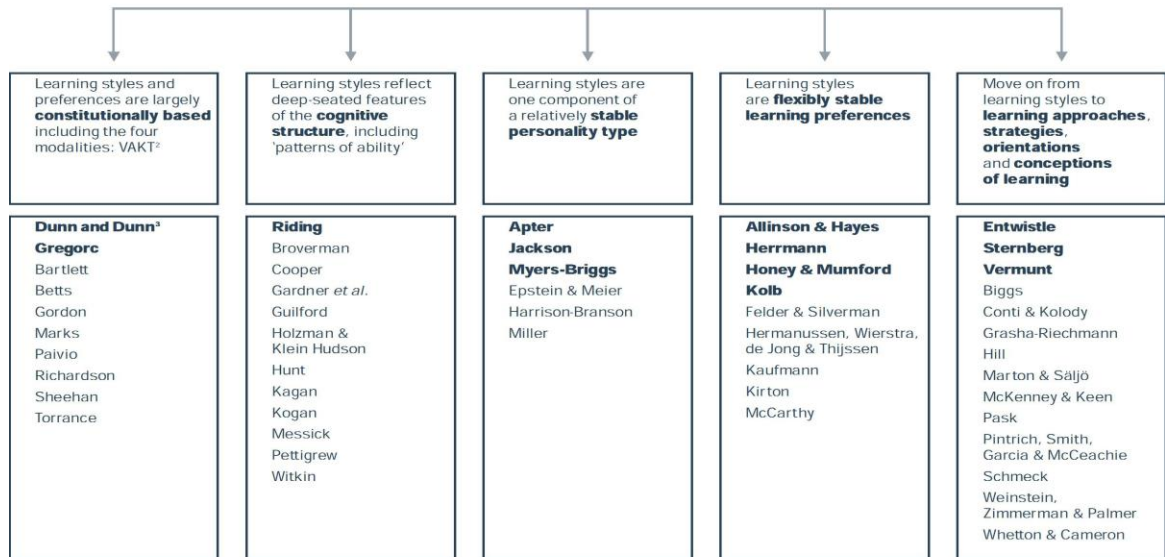 Learning styles and
preferences are largely
constitutionally based
including the four
modalities: VAKT²
Learning styles reflect
deep-seated features
of the cognitive
structure, including
‘patterns of ability’
Learning styles are
one component of
a relatively stable
personality type
Learning styles
are flexibly stable
learning preferences
Move on from
learning styles to
learning approaches,
strategies,
orientations
and conceptions
of learning
Dunn and Dunn³
Gregorc
Bartlett
Betts
Gordon
Marks
Paivio
Richardson
Sheehan
Torrance
Riding
Broverman
Cooper
Gardner et al.
Guilford
Holzman &
Klein Hudson
Hunt
Kagan
Kogan
Messick
Pettigrew
Witkin
Apter
Jackson
Myers-Briggs
Epstein & Meier
Harrison-Branson
Miller
Allinson & Hayes
Herrmann
Honey & Mumford
Kolb
Felder & Silverman
Hermanussen, Wierstra,
de Jong & Thijssen
Kaufmann
Kirton
McCarthy
Entwistle
Sternberg
Vermunt
Biggs
Conti & Kolody
Grasha-Riechmann
Hill
Marton & Säljö
McKenney & Keen
Pask
Pintrich, Smith,
Garcia & McCeachie
Schmeck
Weinstein,
Zimmerman & Palmer
Whetton & Cameron